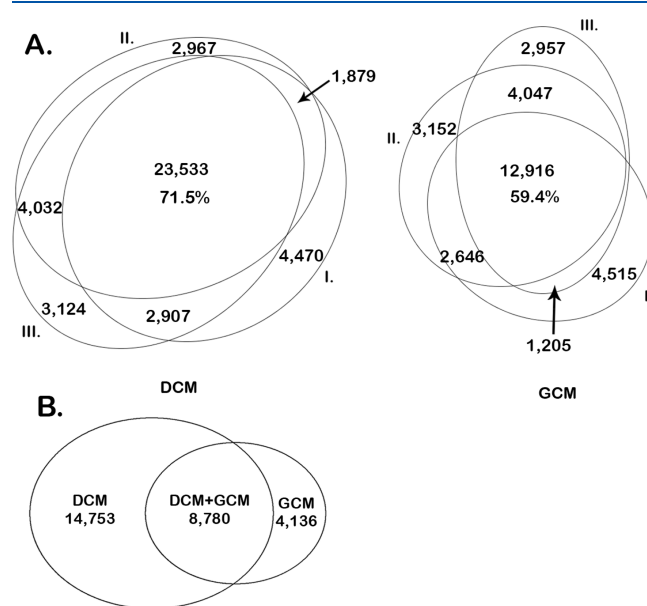 A.
II.
2,967
1,879
23,533
71.5%
4,032
4,470
I.
3,124
2,907
III.
DCM
III.
2,957
4,047
II.
3,152
12,916
59.4%
2,646
4,515
1,205
GCM
B.
DCM
14,753
DCM+GCM
8,780
GCM
4,136